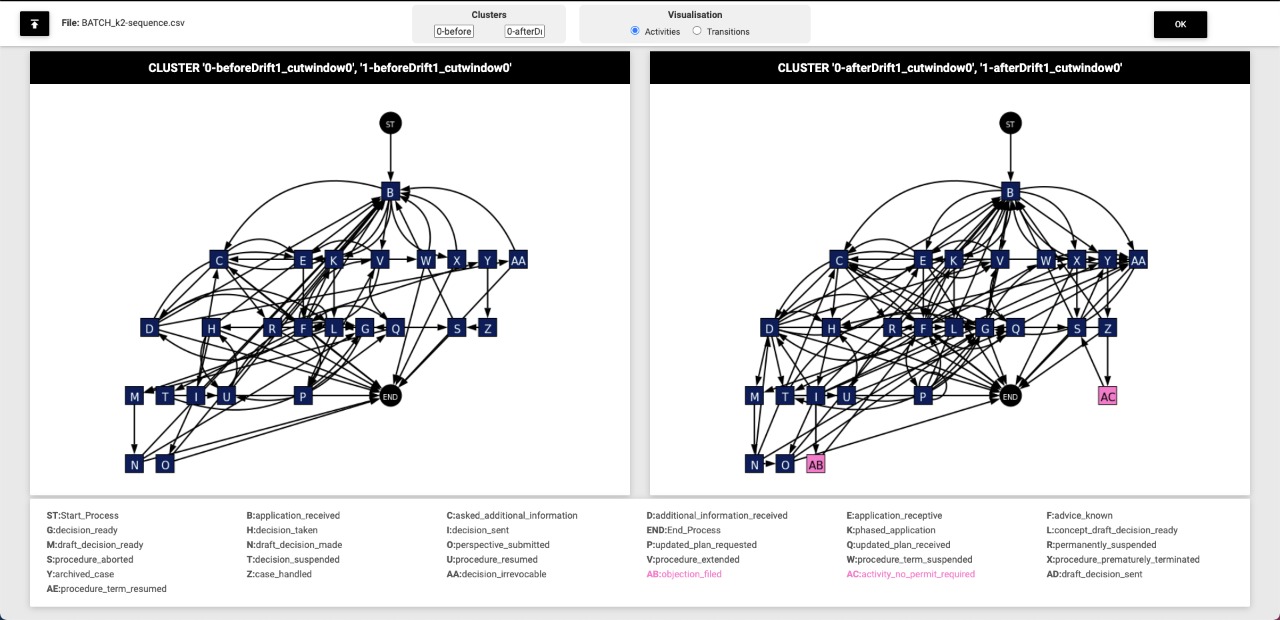 File: BATCH_k2-sequence.csv
Clusters
0-before 0-afterDi
Visualisation
Activities Transitions
OK
CLUSTER '0-beforeDrift1_cutwindow0', '1-beforeDrift1_cutwindow0'
ST
B
C E K V W X Y AA
D H R F L G Q S Z
M T I U P END
N O
CLUSTER '0-afterDrift1_cutwindow0', '1-afterDrift1_cutwindow0'
ST
B
C E K V W X Y AA
D H R F L G Q S Z
M T I U P END AC
N O AB
ST:Start_Process B:application_received C:asked_additional_information D:additional_information_received E:application_receptive F:advice_known
G:decision_ready H:decision_taken I:decision_sent END:End_Process K:phased_application L:concept_draft_decision_ready
M:draft_decision_ready N:draft_decision_made O:perspective_submitted P:updated_plan_requested Q:updated_plan_received R:permanently_suspended
S:procedure_aborted T:decision_suspended U:procedure_resumed V:procedure_extended W:procedure_term_suspended X:procedure_prematurely_terminated
Y:archived_case Z:case_handled AA:decision_irrevocable AB:objection_filed AC:activity_no_permit_required AD:draft_decision_sent
AE:procedure_term_resumed